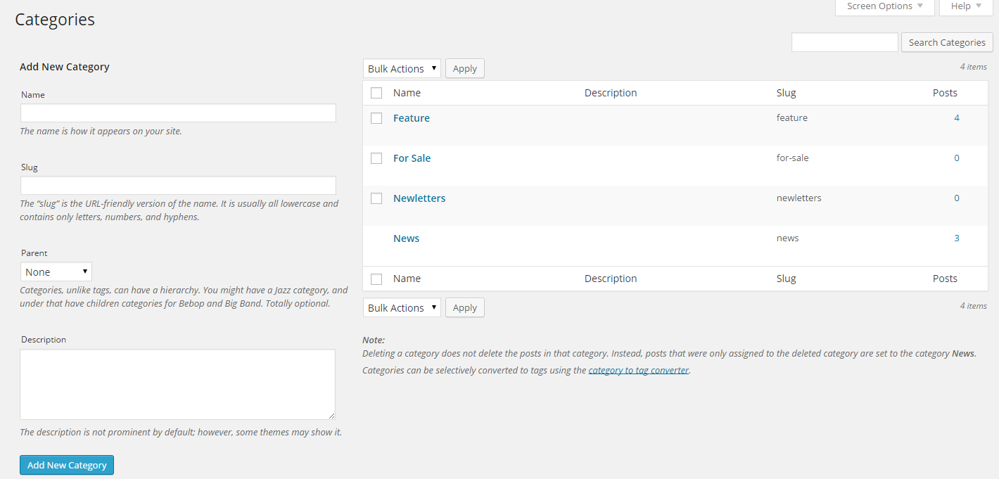 Screen Options
Help
Categories
Search Categories
Add New Category
Name
The name is how it appears on your site.
Slug
The “slug” is the URL-friendly version of the name. It is usually all lowercase and
contains only letters, numbers, and hyphens.
Parent
None
Categories, unlike tags, can have a hierarchy. You might have a Jazz category, and
under that have children categories for Bebop and Big Band. Totally optional.
Description
The description is not prominent by default; however, some themes may show it.
Add New Category
Bulk Actions Apply 4 items
Name Description Slug Posts
Feature feature 4
For Sale for-sale 0
Newletters newletters 0
News news 3
Name Description Slug Posts
Bulk Actions Apply 4 items
Note:
Deleting a category does not delete the posts in that category. Instead, posts that were only assigned to the deleted category are set to the category News.
Categories can be selectively converted to tags using the category to tag converter.